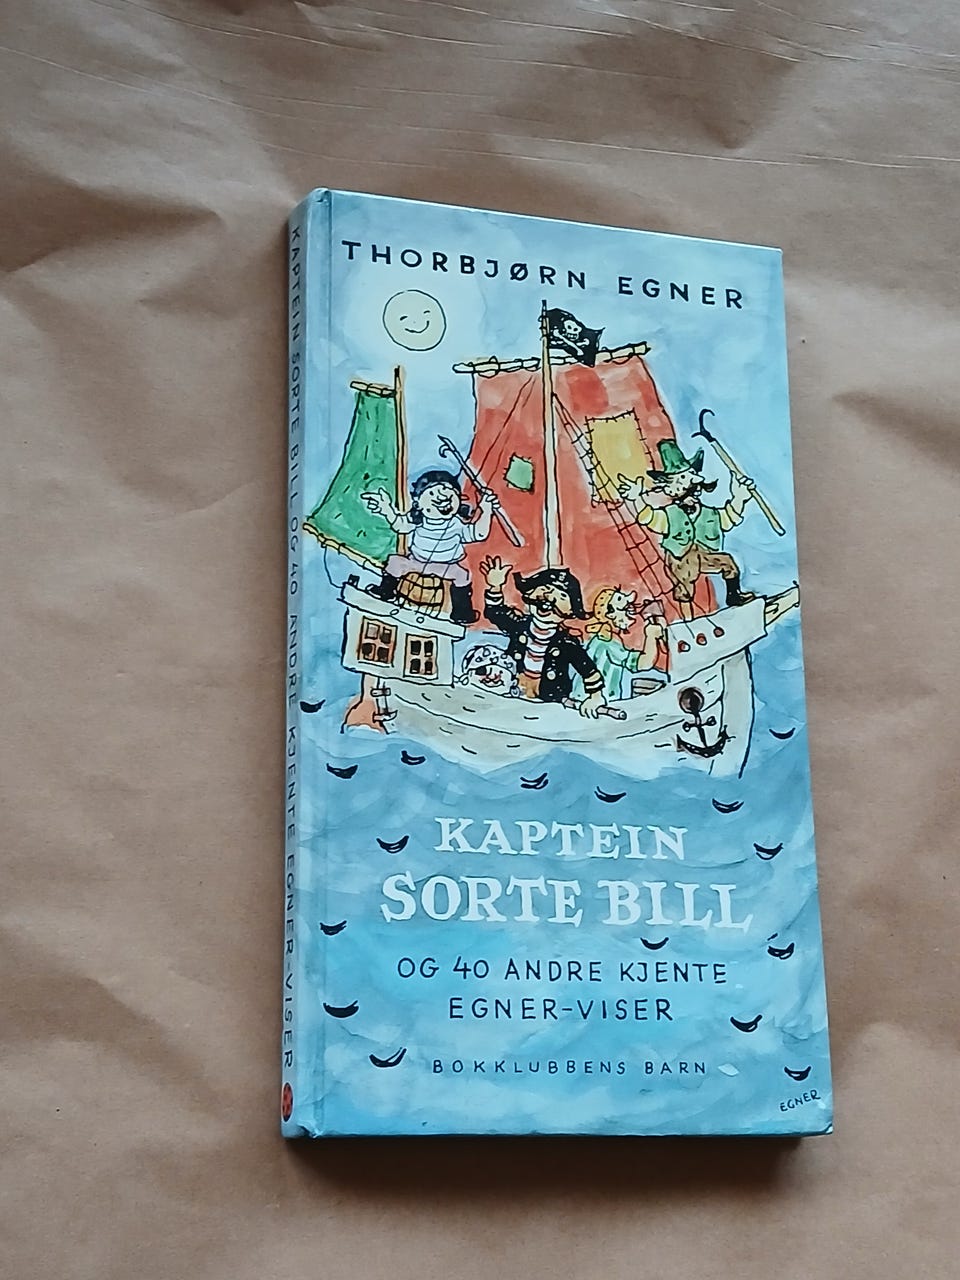 THORBJØRN EGNER
KAPTEIN
SORTE BILL
OG 40 ANDRE KJENTE
EGNER-VISER
BOKKLUBBENS BARN
EGNER
KAPTEIN SORTE BILL OG 40 ANDRE KJENTE EGNER-VISER